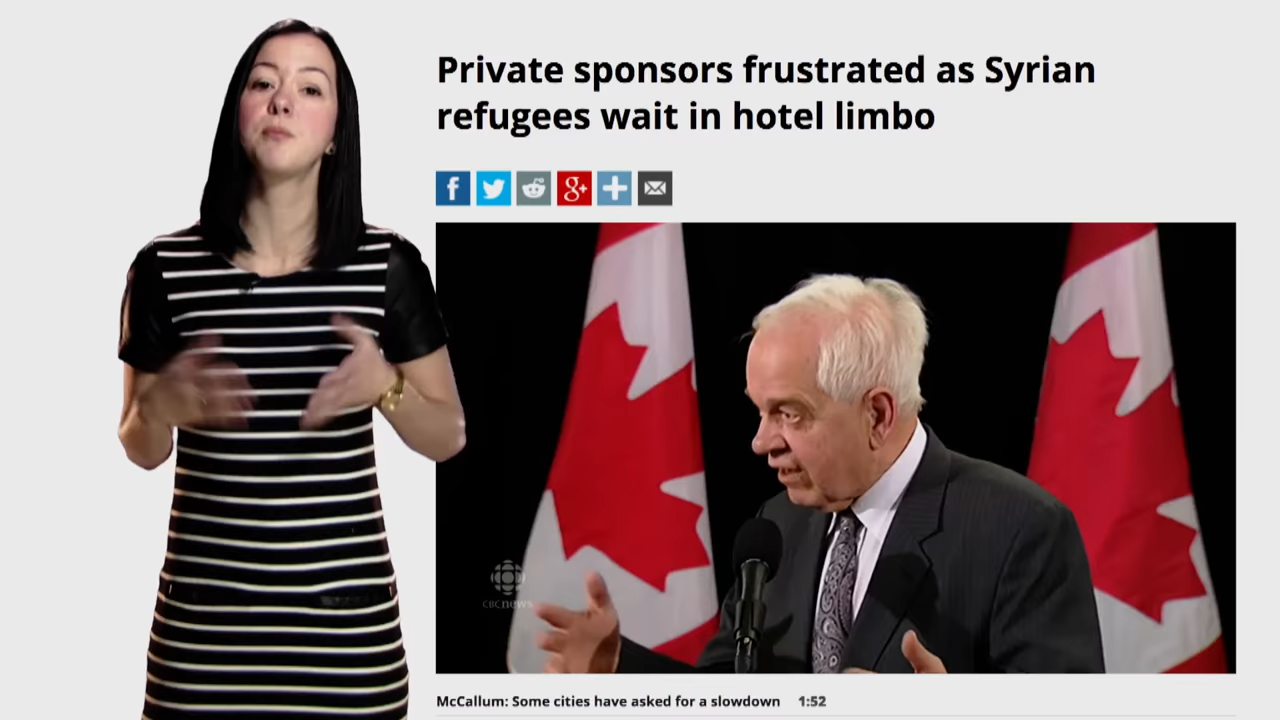 Private sponsors frustrated as Syrian
refugees wait in hotel limbo
f
g+
CBCnews
McCallum: Some cities have asked for a slowdown 1:52